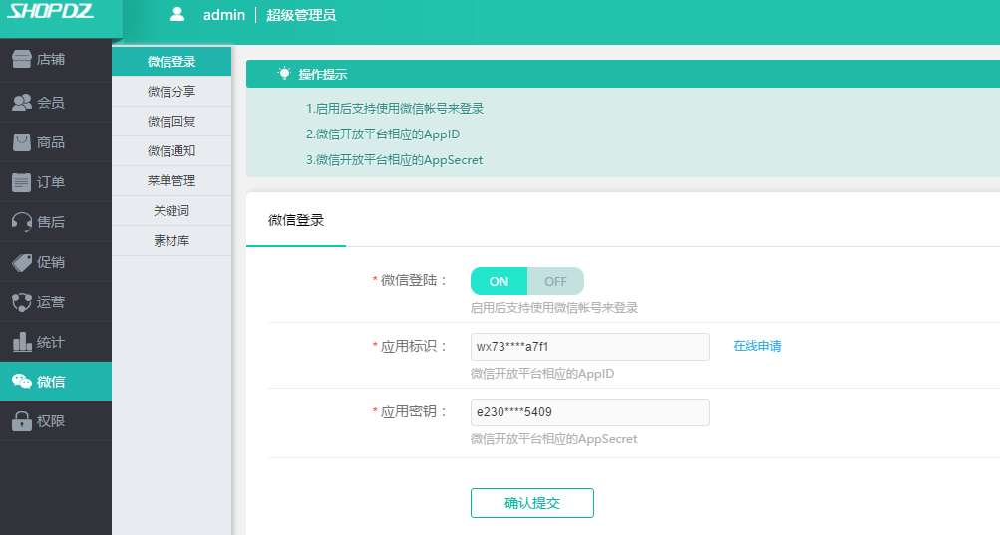 SHOPDZ
admin | 超级管理员
店铺
会员
商品
订单
售后
促销
运营
统计
微信
权限
微信登录
微信分享
微信回复
微信通知
菜单管理
关键词
素材库
操作提示
1.启用后支持使用微信帐号来登录
2.微信开放平台相应的AppID
3.微信开放平台相应的AppSecret
微信登录
*微信登陆： ON OFF
启用后支持使用微信帐号来登录
*应用标识： wx73****a7f1 在线申请
微信开放平台相应的AppID
*应用密钥： e230****5409
微信开放平台相应的AppSecret
确认提交